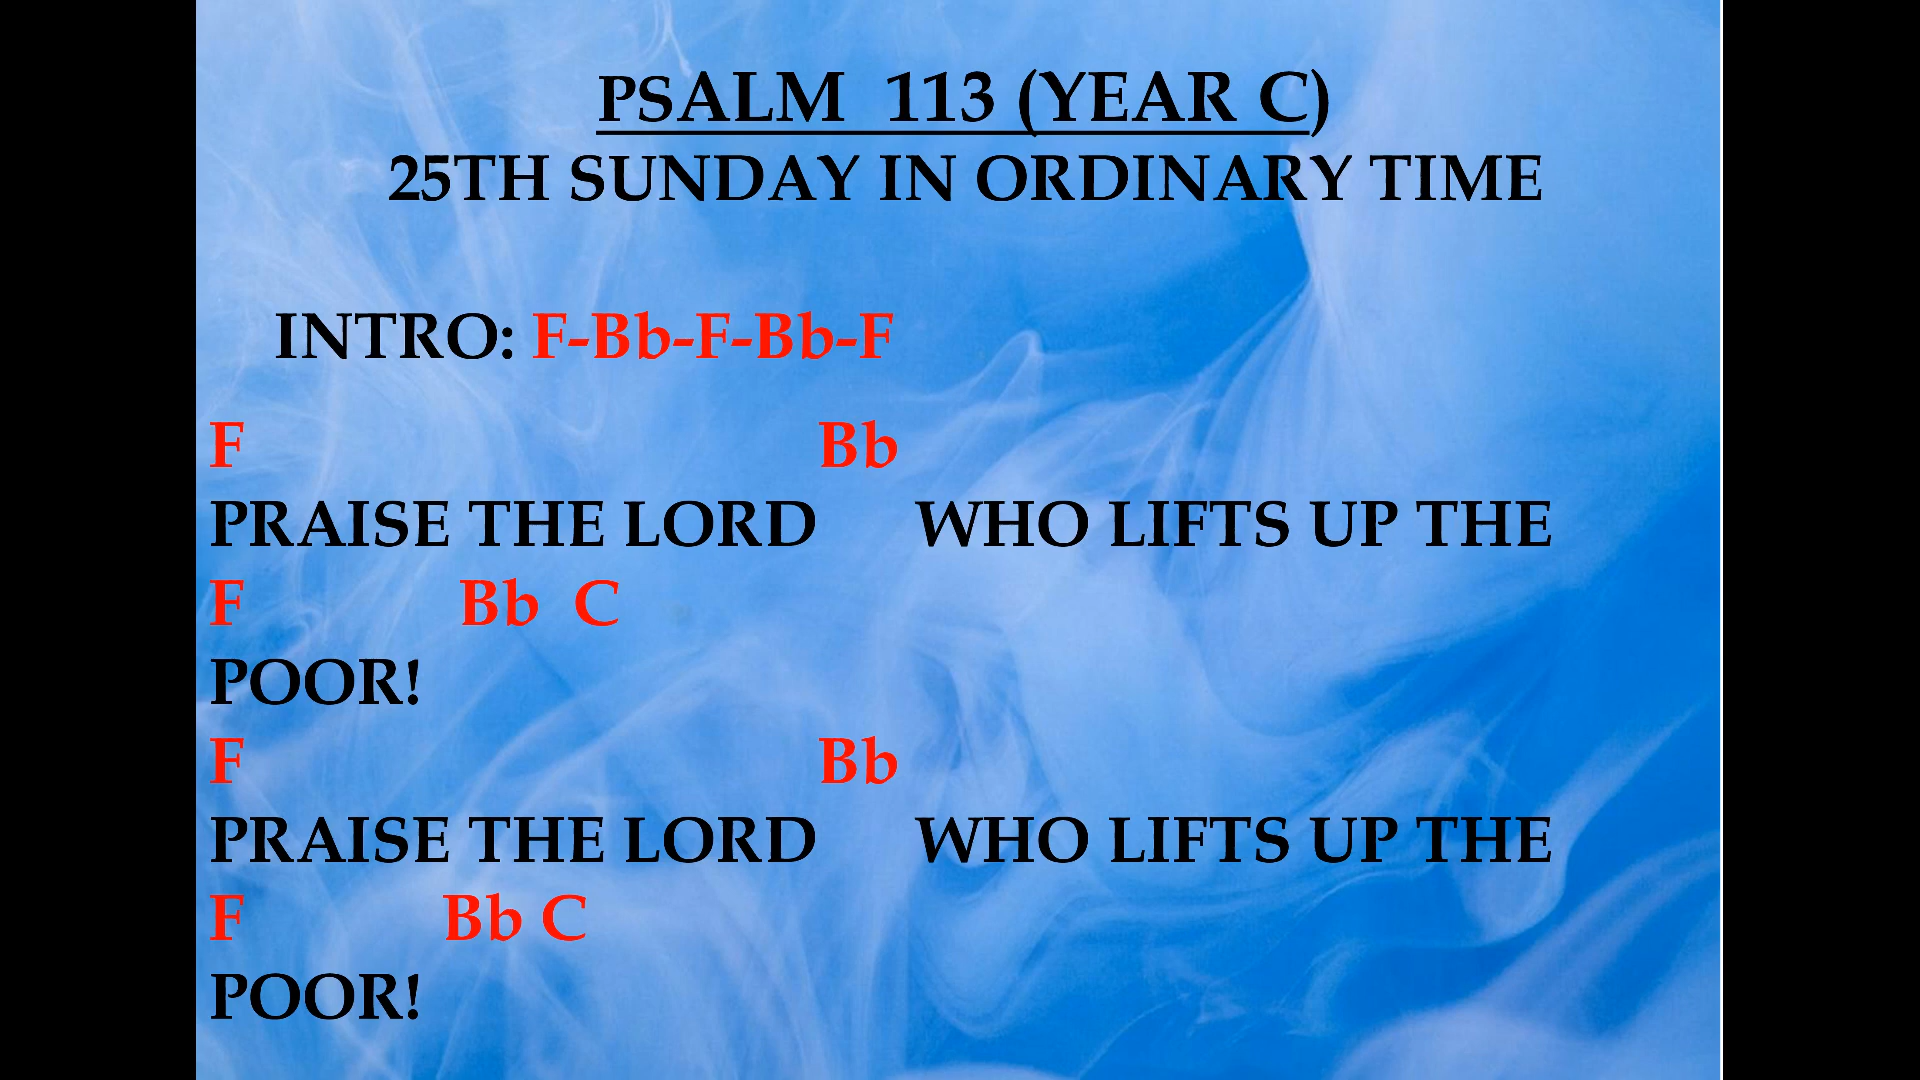 PSALM 113 (YEAR C)
25TH SUNDAY IN ORDINARY TIME
INTRO: F-Bb-F-Bb-F
F Bb
PRAISE THE LORD WHO LIFTS UP THE
F Bb C
POOR!
F Bb
PRAISE THE LORD WHO LIFTS UP THE
F Bb C
POOR!